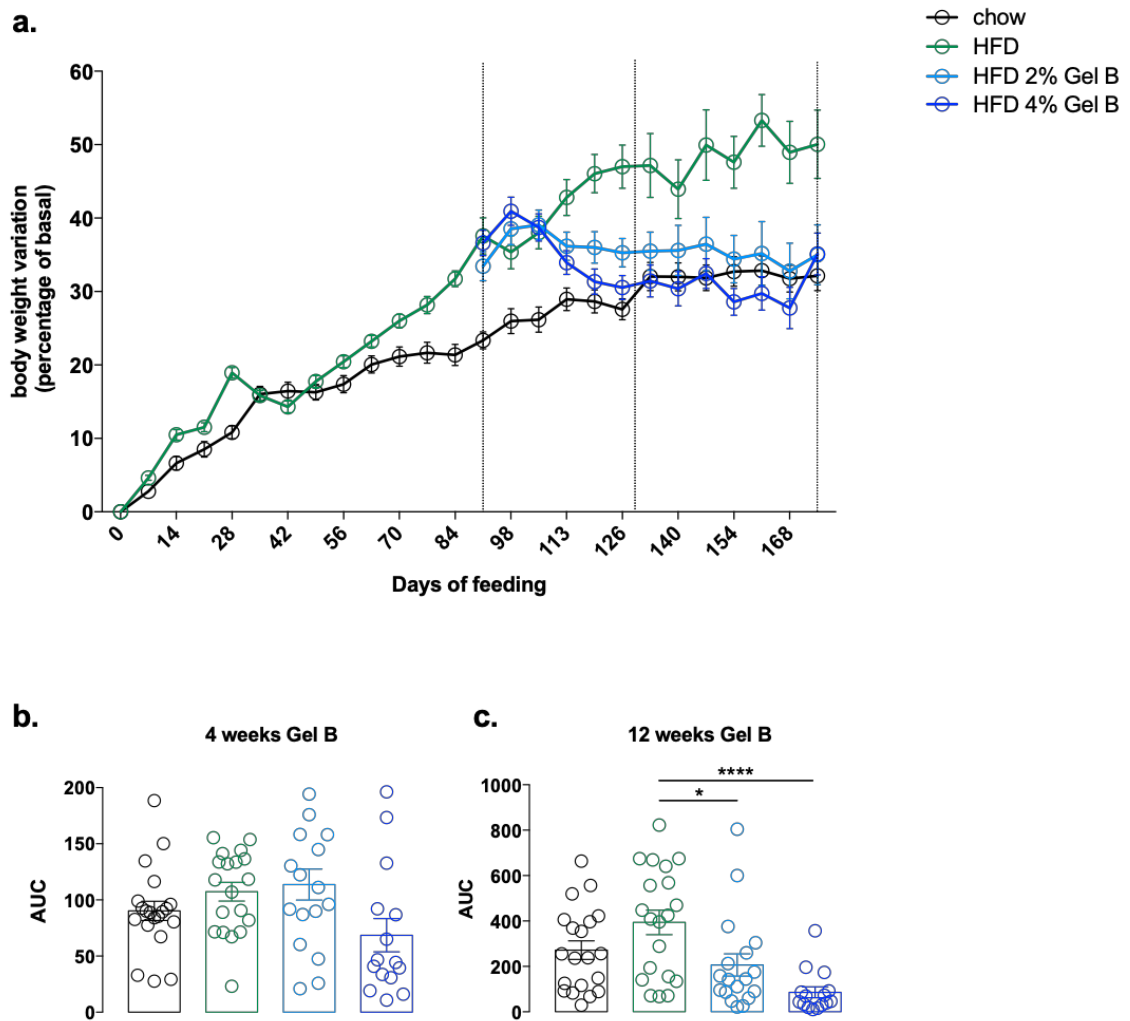 a.
chow
HFD
HFD 2% Gel B
HFD 4% Gel B
body weight variation
(percentage of basal)
60
50
40
30
20
10
0
0 14 28 42 56 70 84 98 113 126 140 154 168
Days of feeding
b.
4 weeks Gel B
AUC
200
150
100
50
0
c.
12 weeks Gel B
AUC
1000
800
600
400
200
0
****
*